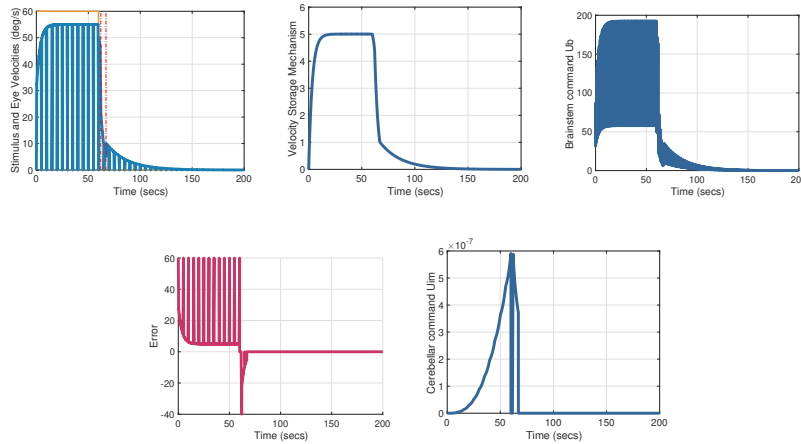 Stimulus and Eye Velocities (deg/s)
60
50
40
30
20
10
0
0 50 100 150 200
Time (secs)
Velocity Storage Mechanism
6
5
4
3
2
1
0
0 50 100 150 200
Time (secs)
Brainstem command Ub
200
150
100
50
0
0 50 100 150 200
Time (secs)
Error
60
40
20
0
-20
-40
0 50 100 150 200
Time (secs)
Cerebellar command Uim
×10⁻⁷
6
5
4
3
2
1
0
0 50 100 150 200
Time (secs)